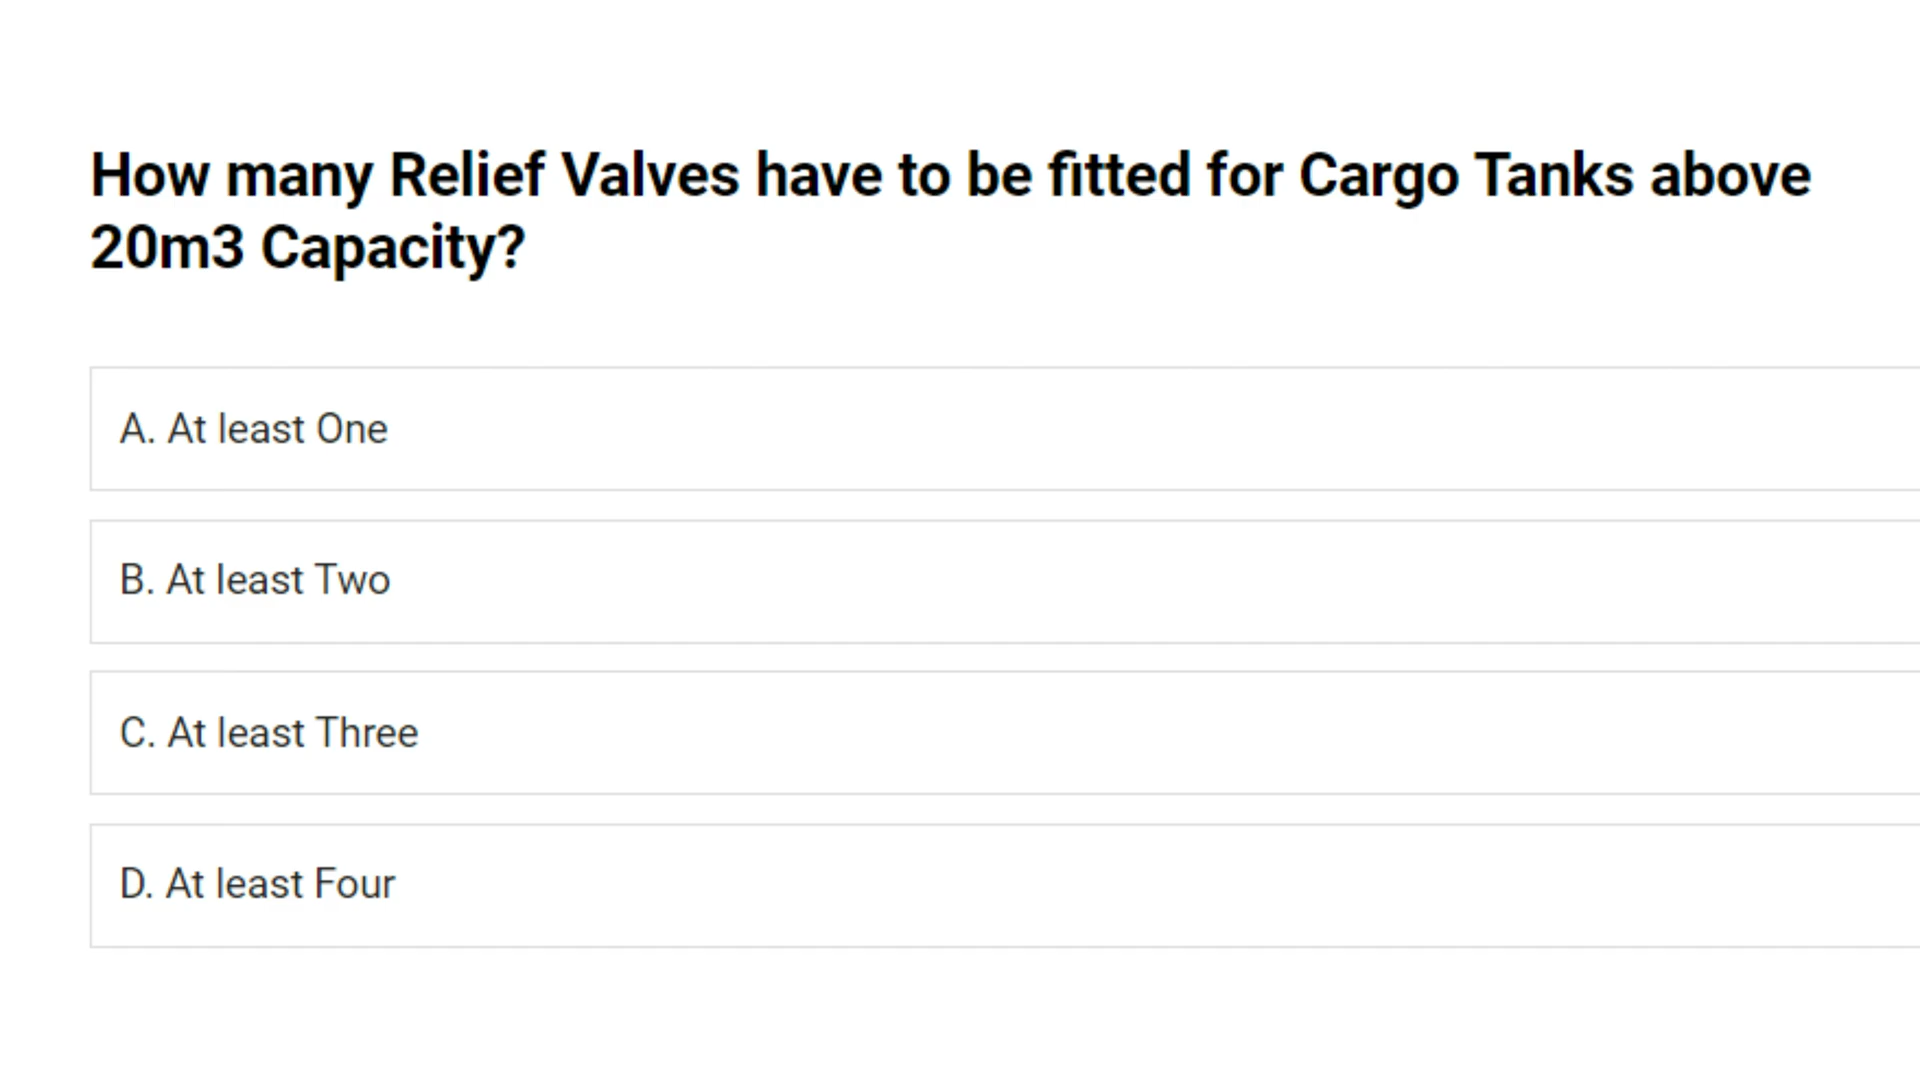 How many Relief Valves have to be fitted for Cargo Tanks above
20m3 Capacity?
A. At least One
B. At least Two
C. At least Three
D. At least Four